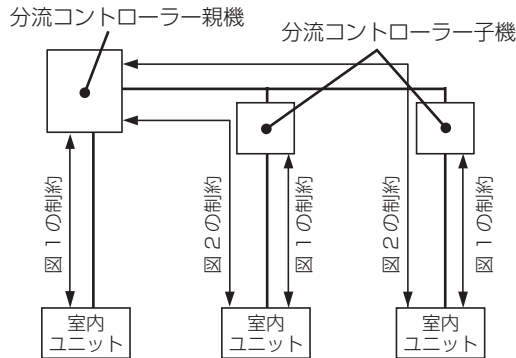 分流コントローラー親機
分流コントローラー子機
図1の制約
図2の制約
図1の制約
図2の制約
図1の制約
室内
ユニット
室内
ユニット
室内
ユニット